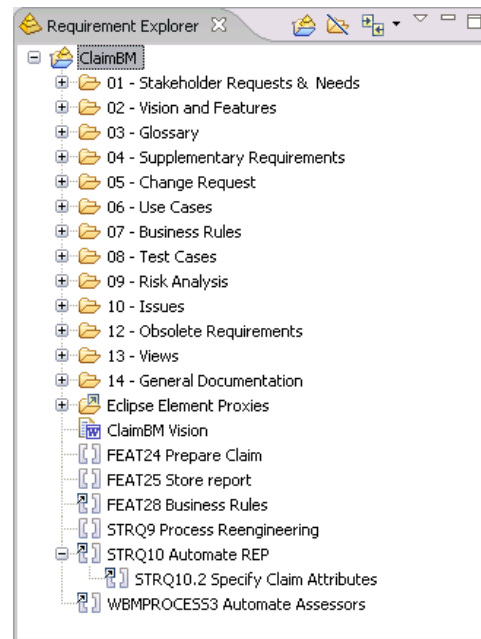 Requirement Explorer
ClaimBM
01 - Stakeholder Requests & Needs
02 - Vision and Features
03 - Glossary
04 - Supplementary Requirements
05 - Change Request
06 - Use Cases
07 - Business Rules
08 - Test Cases
09 - Risk Analysis
10 - Issues
12 - Obsolete Requirements
13 - Views
14 - General Documentation
Eclipse Element Proxies
ClaimBM Vision
FEAT24 Prepare Claim
FEAT25 Store report
FEAT28 Business Rules
STRQ9 Process Reengineering
STRQ10 Automate REP
STRQ10.2 Specify Claim Attributes
WBMPROCESS3 Automate Assessors